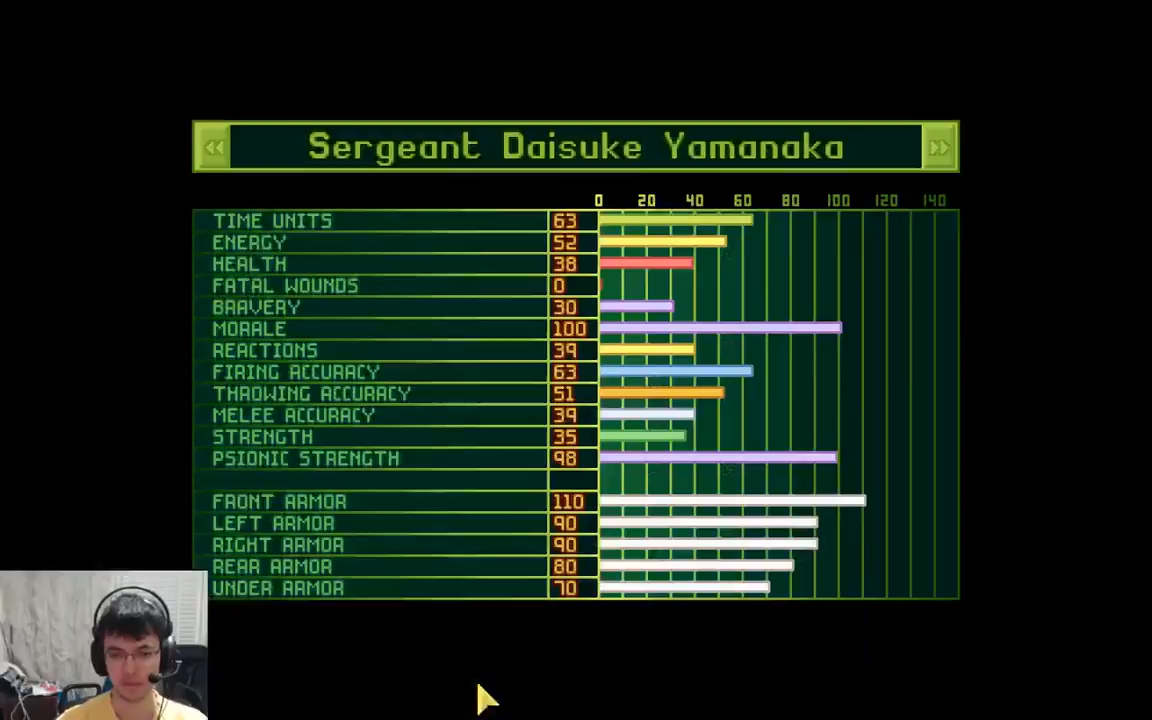 Sergeant Daisuke Yamanaka
0 20 40 60 80 100 120 140
TIME UNITS 63
ENERGY 52
HEALTH 38
FATAL WOUNDS 0
BRAVERY 30
MORALE 100
REACTIONS 39
FIRING ACCURACY 63
THROWING ACCURACY 51
MELEE ACCURACY 39
STRENGTH 35
PSIONIC STRENGTH 98
FRONT ARMOR 110
LEFT ARMOR 90
RIGHT ARMOR 90
REAR ARMOR 80
UNDER ARMOR 70